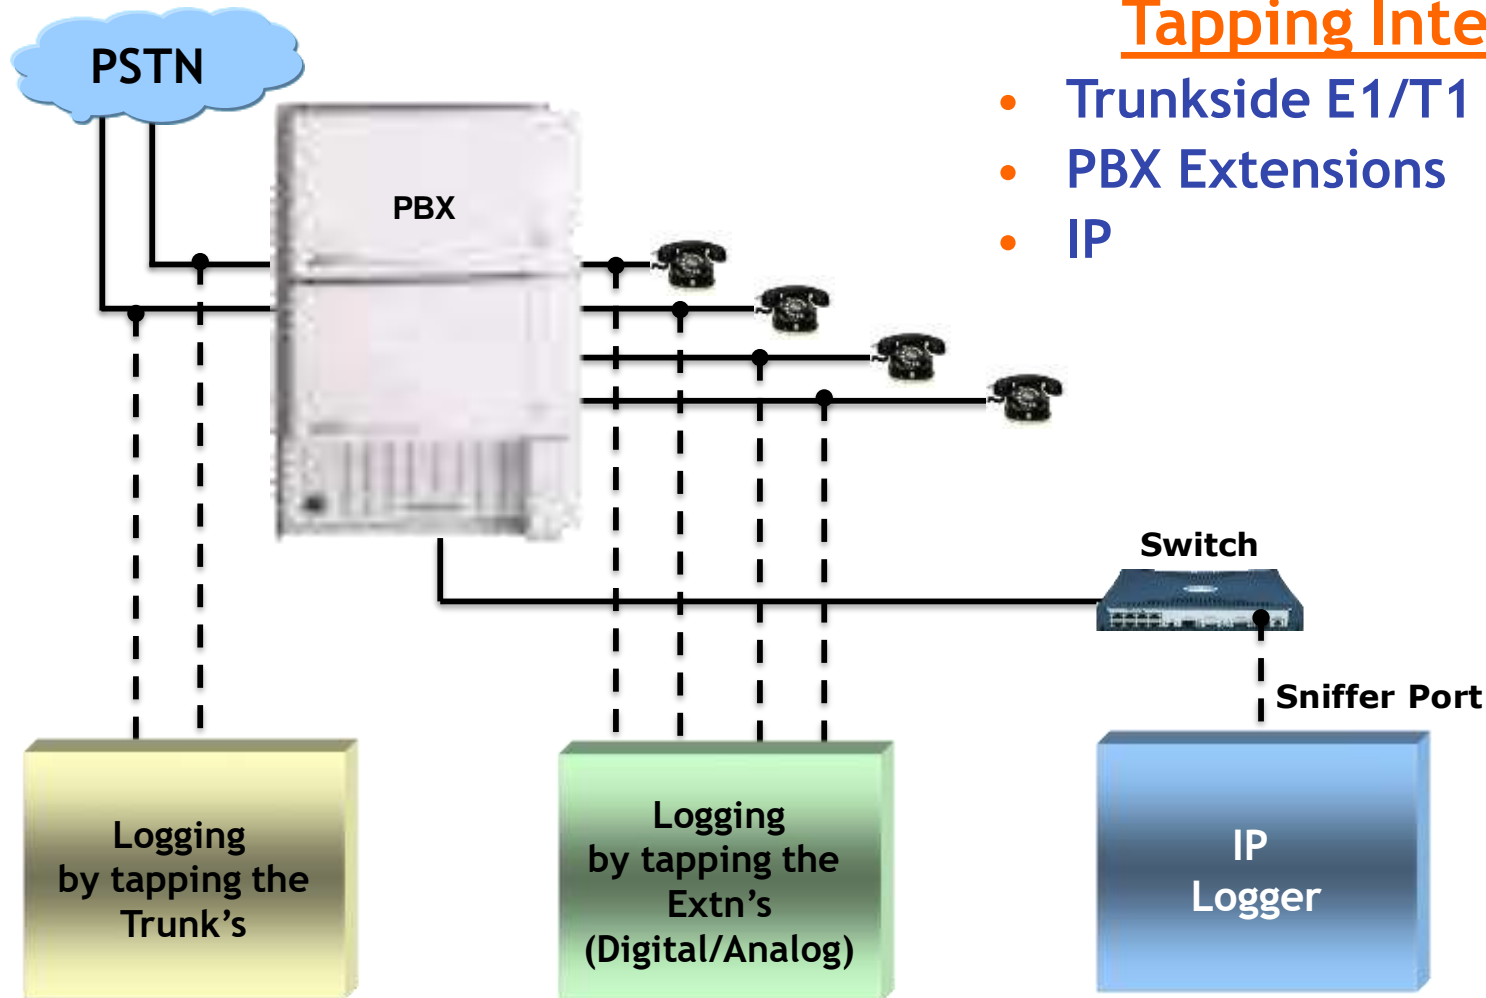 Tapping Inte
PSTN
• Trunkside E1/T1
• PBX Extensions
• IP
PBX
Switch
Sniffer Port
Logging
by tapping the
Trunk’s
Logging
by tapping the
Extn’s
(Digital/Analog)
IP
Logger